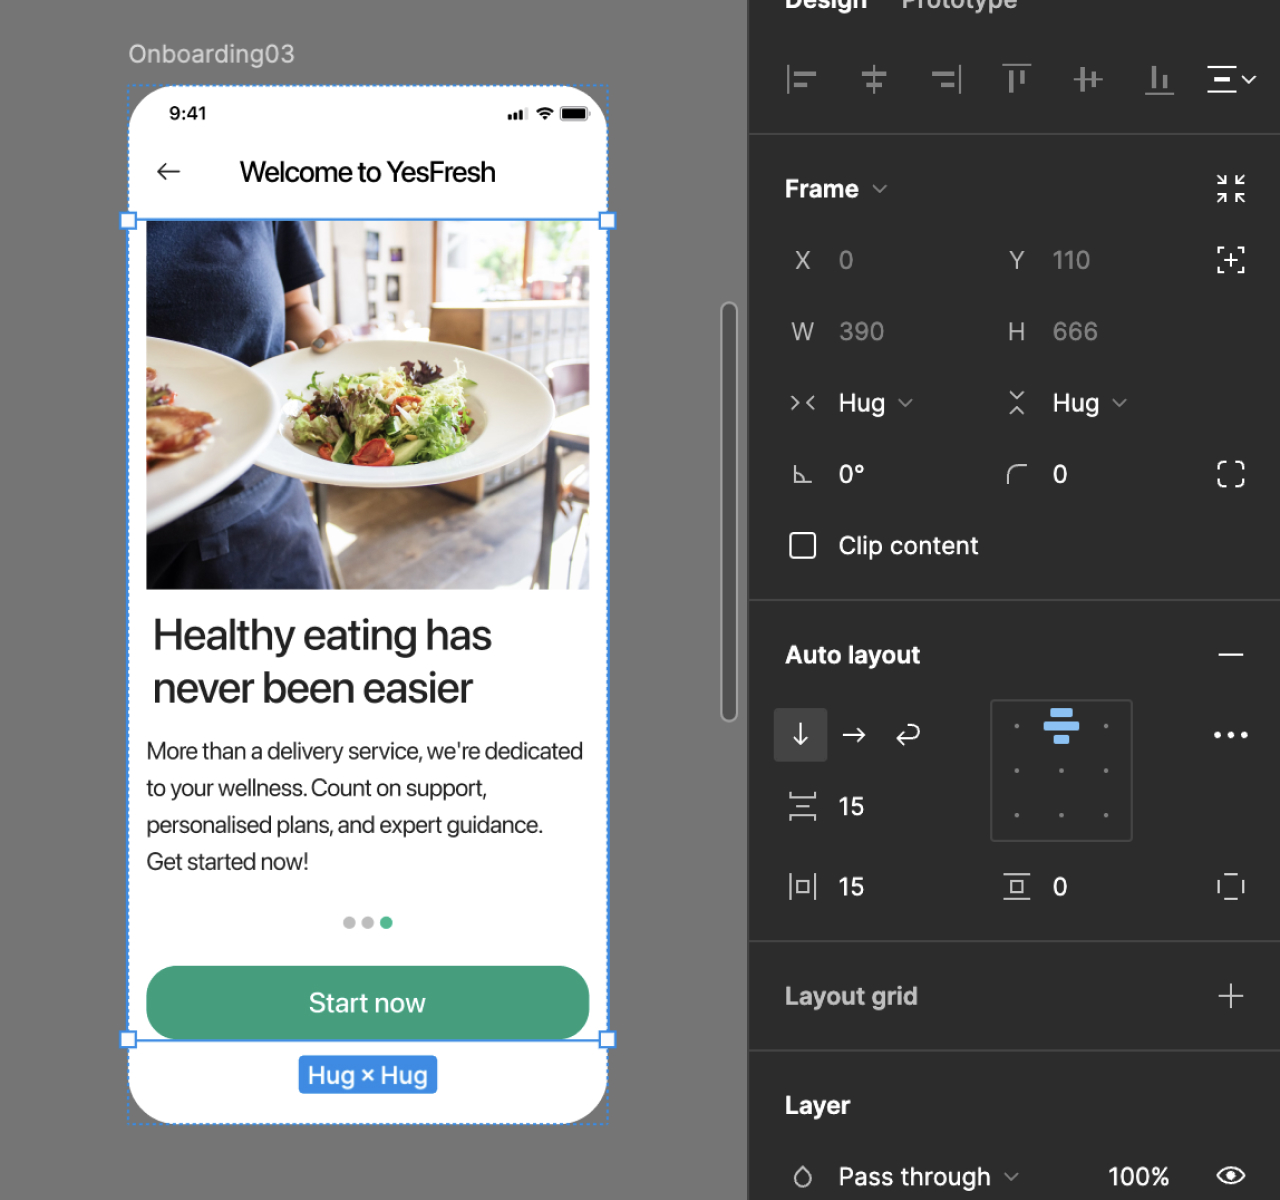 Design Prototype
Onboarding03
9:41
Welcome to YesFresh
Healthy eating has
never been easier
More than a delivery service, we're dedicated
to your wellness. Count on support,
personalised plans, and expert guidance.
Get started now!
Start now
Hug × Hug
Frame
X 0 Y 110
W 390 H 666
Hug Hug
0° 0
Clip content
Auto layout
15
15 0
Layout grid
Layer
Pass through 100%